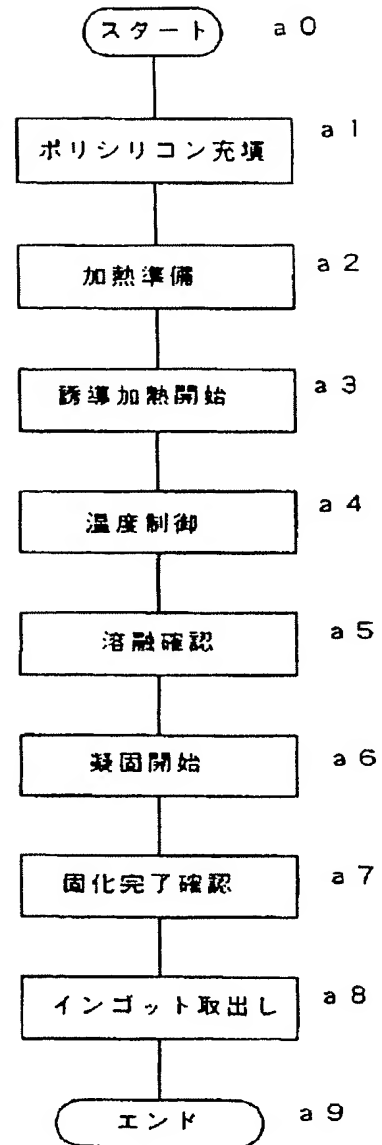 スタート a0
ポリシリコン充填 a1
加熱準備 a2
誘導加熱開始 a3
温度制御 a4
溶融確認 a5
凝固開始 a6
固化完了確認 a7
インゴット取出し a8
エンド a9